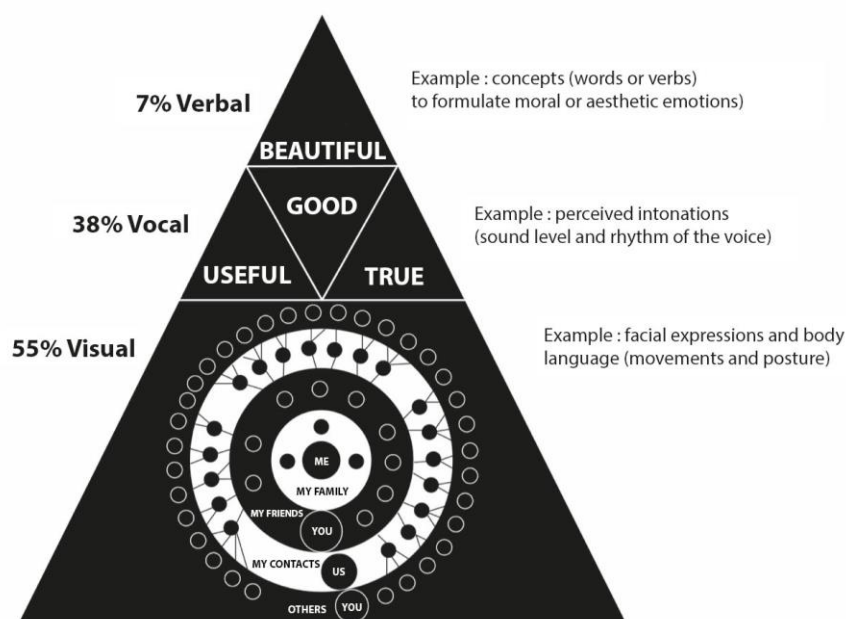 7% Verbal
Example : concepts (words or verbs)
to formulate moral or aesthetic emotions)
BEAUTIFUL
GOOD
38% Vocal
Example : perceived intonations
(sound level and rhythm of the voice)
USEFUL
TRUE
55% Visual
Example : facial expressions and body
language (movements and posture)
ME
MY FAMILY
MY FRIENDS
YOU
MY CONTACTS
US
OTHERS
YOU